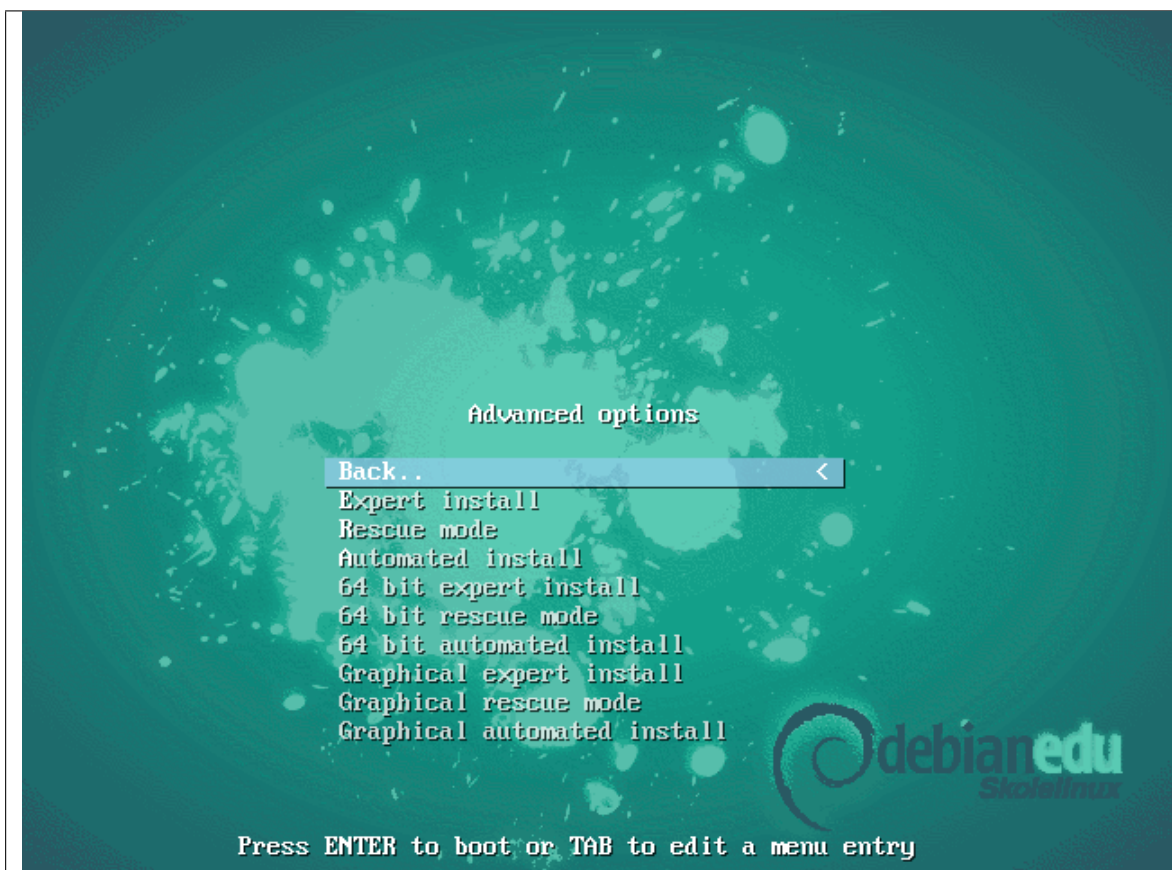 Advanced options
Back.. <
Expert install
Rescue mode
Automated install
64 bit expert install
64 bit rescue mode
64 bit automated install
Graphical expert install
Graphical rescue mode
Graphical automated install
debianedu
Skolelinux
Press ENTER to boot or TAB to edit a menu entry